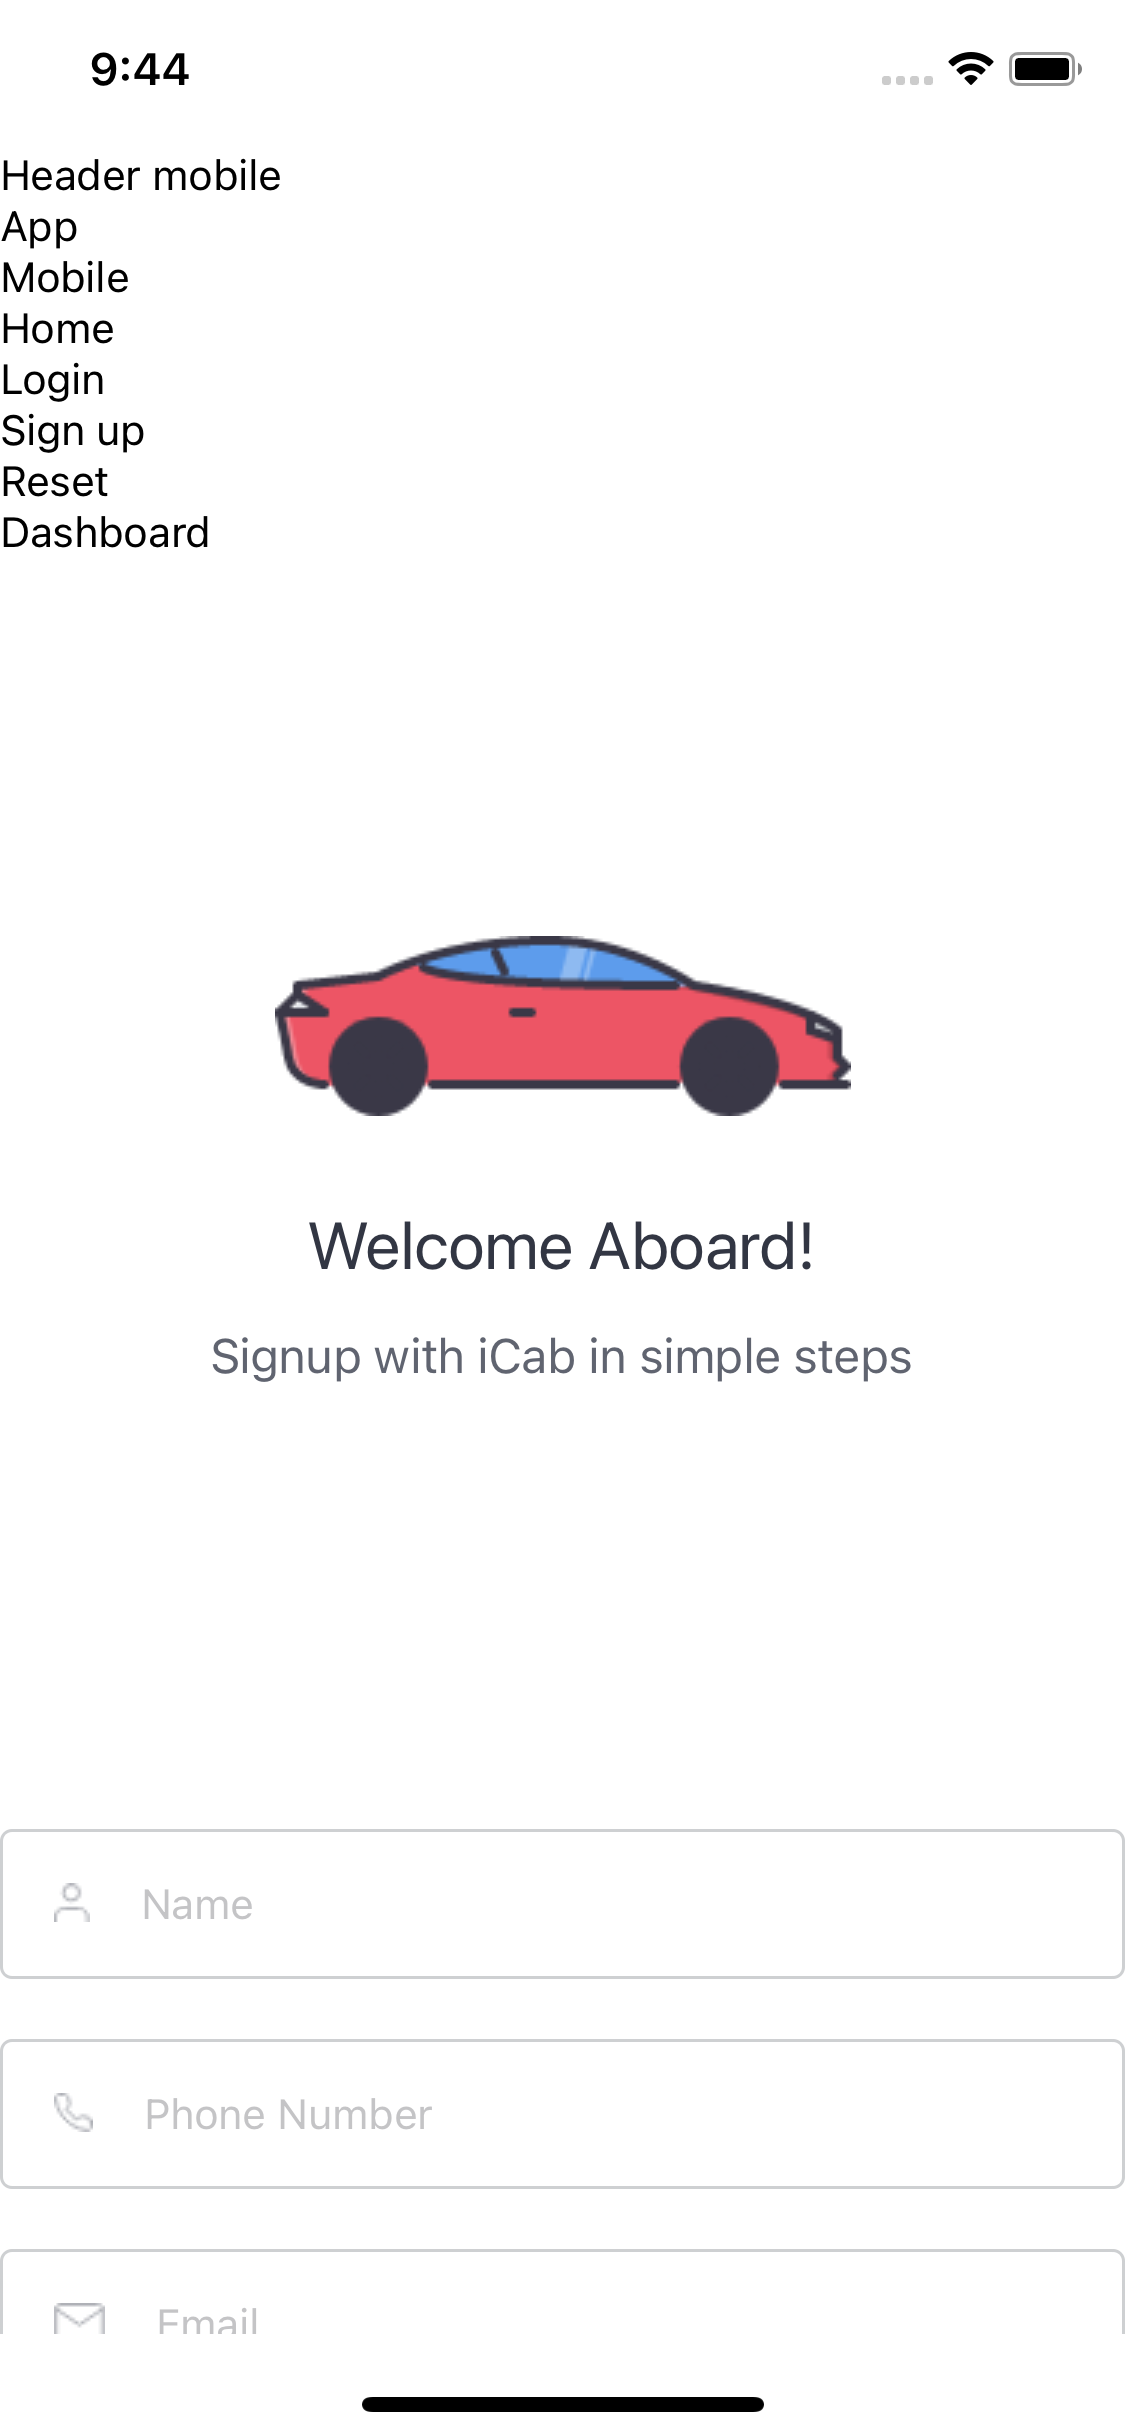 9:44
Header mobile
App
Mobile
Home
Login
Sign up
Reset
Dashboard
Welcome Aboard!
Signup with iCab in simple steps
Name
Phone Number
Email